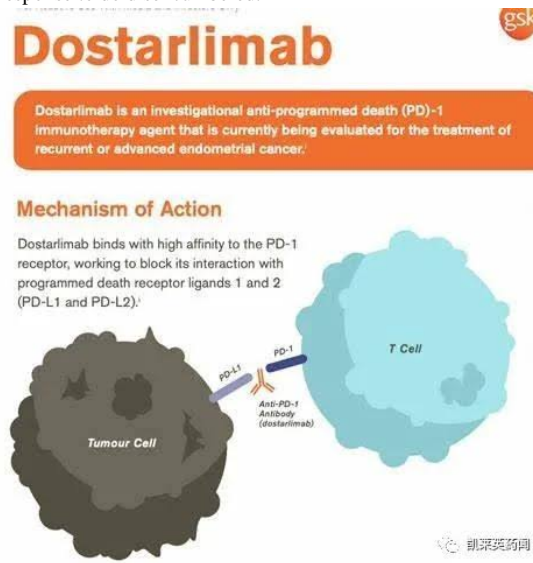 gsk
Dostarlimab
Dostarlimab is an investigational anti-programmed death (PD)-1
immunotherapy agent that is currently being evaluated for the treatment of
recurrent or advanced endometrial cancer.
Mechanism of Action
Dostarlimab binds with high affinity to the PD-1
receptor, working to block its interaction with
programmed death receptor ligands 1 and 2
(PD-L1 and PD-L2).
PD-L1
PD-1
T Cell
Anti-PD-1
Antibody
(dostarlimab)
Tumour Cell
凯莱英药闻